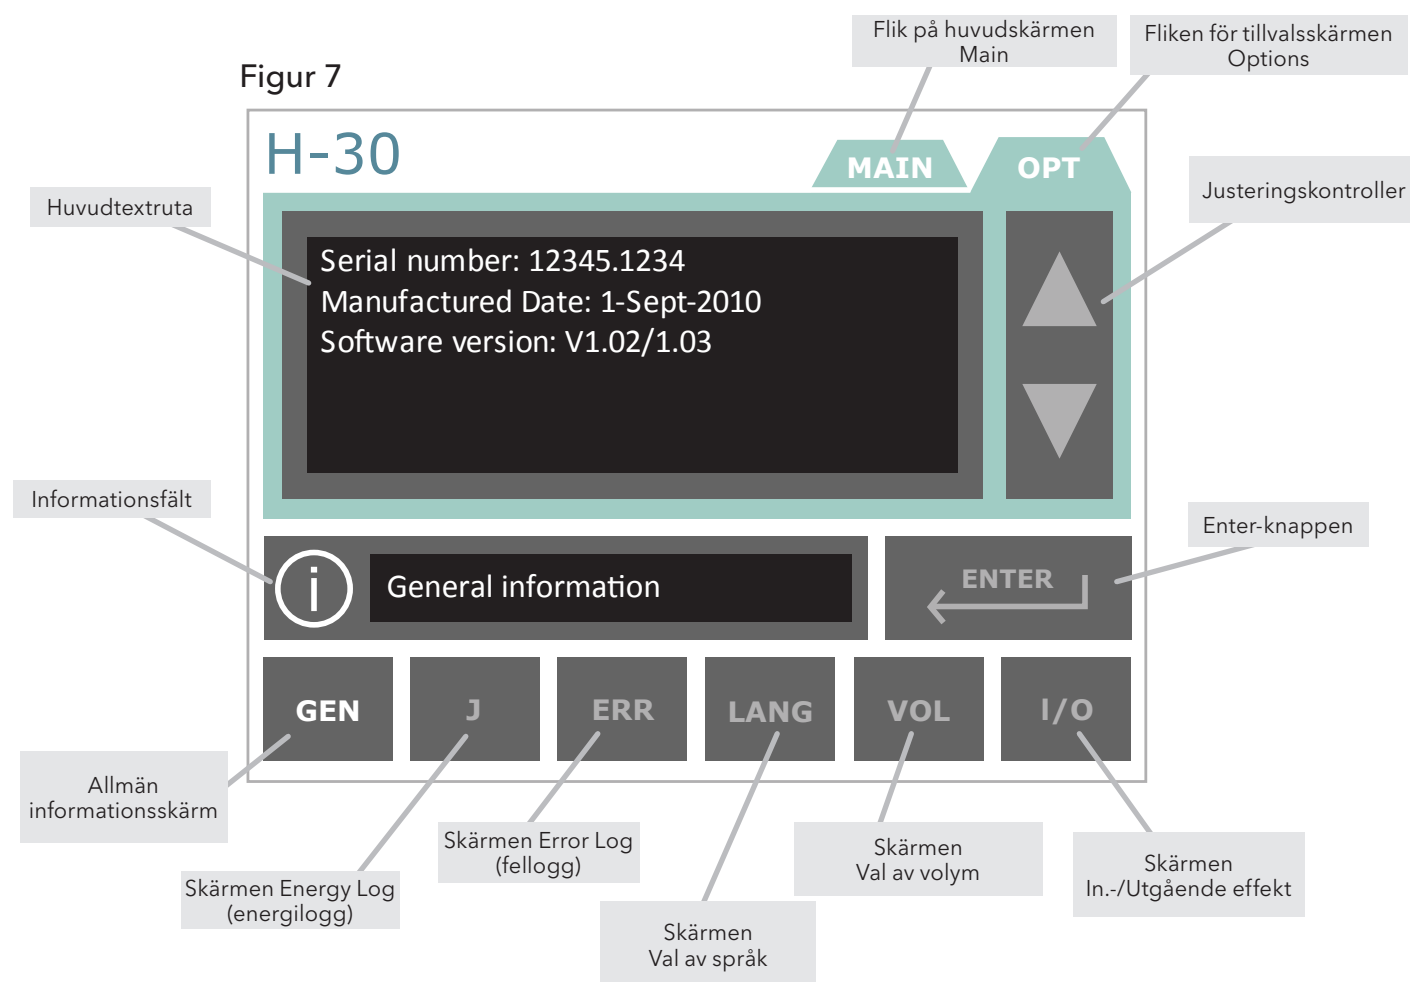 Flik på huvudskärmen
Main
Fliken för tillvalsskärmen
Options
Figur 7
H-30
MAIN
OPT
Justeringskontroller
Huvudtextruta
Serial number: 12345.1234
Manufactured Date: 1-Sept-2010
Software version: V1.02/1.03
Informationsfält
i
General information
ENTER
Enter-knappen
GEN
J
ERR
LANG
VOL
I/O
Allmän
informationsskärm
Skärmen Energy Log
(energilogg)
Skärmen Error Log
(fellogg)
Skärmen
Val av språk
Skärmen
Val av volym
Skärmen
In.-/Utgående effekt